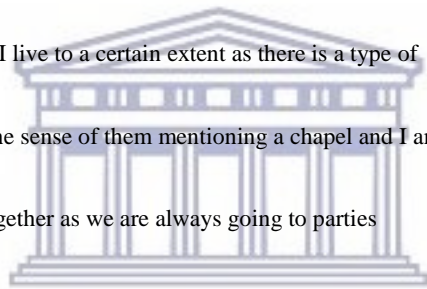 I live to a certain extent as there is a type of
he sense of them mentioning a chapel and I a
gether as we are always going to parties